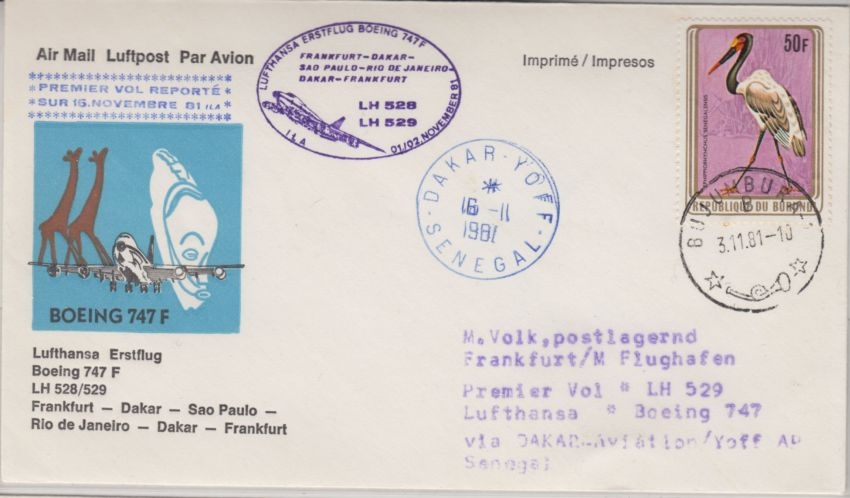 Air Mail Luftpost Par Avion
PREMIER VOL REPORTÉ
SUR 16.NOVEMBRE 81 ILA
BOEING 747 F
Lufthansa Erstflug
Boeing 747 F
LH 528/529
Frankfurt – Dakar – Sao Paulo –
Rio de Janeiro – Dakar – Frankfurt
LUFTHANSA ERSTFLUG BOEING 747F
FRANKFURT-DAKAR-
SAO PAULO-RIO DE JANEIRO
DAKAR-FRANKFURT
LH 528
LH 529
ILA
01/02.NOVEMBER 81
Imprimé / Impresos
DAKAR-YOFF
16 -11
1981
SENEGAL
50F
REPUBLIQUE DU BURUNDI
BUJUMBURA
B
3.11.81-10
M.Volk,postlagernd
Frankfurt/M Flughafen
Premier Vol * LH 529
Lufthansa * Boeing 747
via DAKAR-Aviation/Yoff AP
Senegal